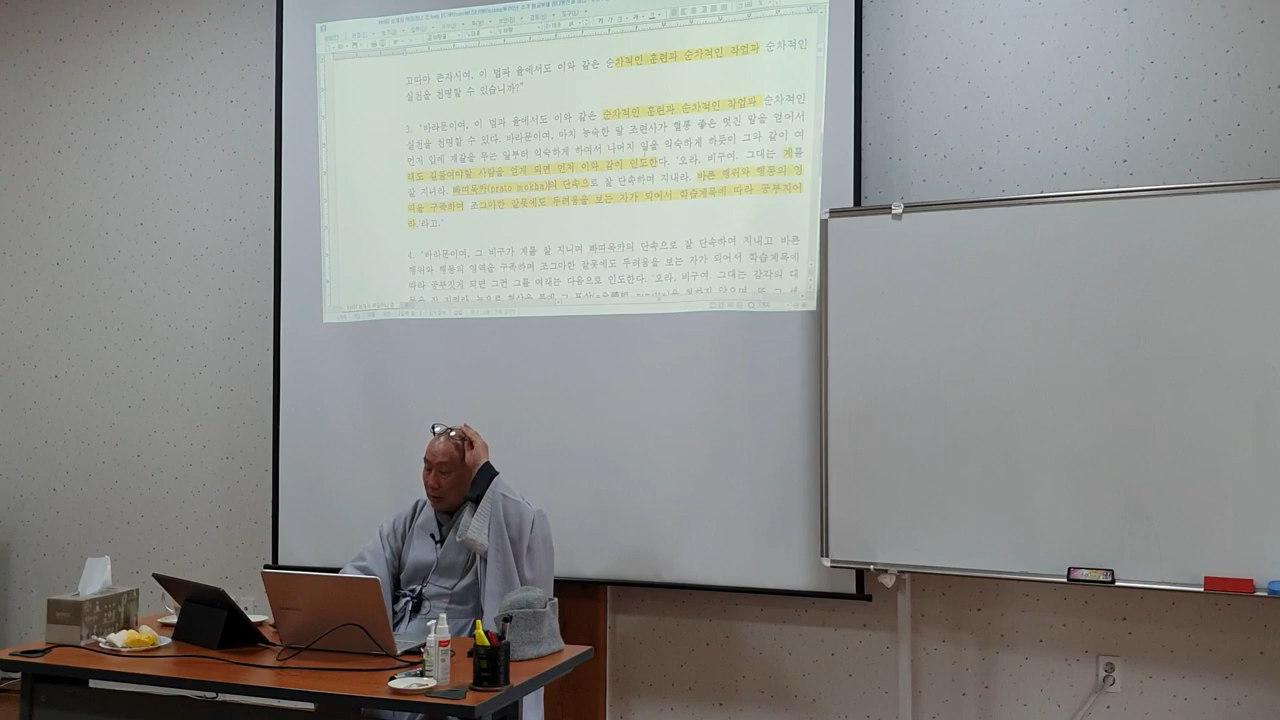 고따마 존자시여, 이 법과 율에서도 이와 같은 순차적인 훈련과 순차적인 작업과 순차적인
실천을 천명할 수 있습니까?"
3. "바라문이여, 이 법과 율에서도 이와 같은 순차적인 훈련과 순차적인 작업과 순차적인
실천을 천명할 수 있다. 바라문이여, 마치 능숙한 말 조련사가 혈통 좋은 멋진 말을 얻어서
먼저 입에 재갈을 무는 일부터 익숙하게 하여서 나머지 일을 익숙하게 하듯이 그와 같이 여
래도 길들여야할 사람을 얻게 되면 먼저 이와 같이 인도한다. '오라, 비구여. 그대는 계를
잘 지녀라. 빠띠목카(prato mokha)의 단속으로 잘 단속하며 지내라. 바른 행위와 행동의 영
역을 구족하며 조그마한 잘못에도 두려움을 보는 자가 되어서 학습계목에 따라 공부지어
라.'라고."
4. "바라문이여, 그 비구가 계를 잘 지니며 빠띠목카의 단속으로 잘 단속하며 지내고 바른
행위와 행동의 영역을 구족하며 조그마한 잘못에도 두려움을 보는 자가 되어서 학습계목에
따라 공부짓게 되면 그런 그를 여래는 다음으로 인도한다. '오라, 비구여. 그대는 감각의 대